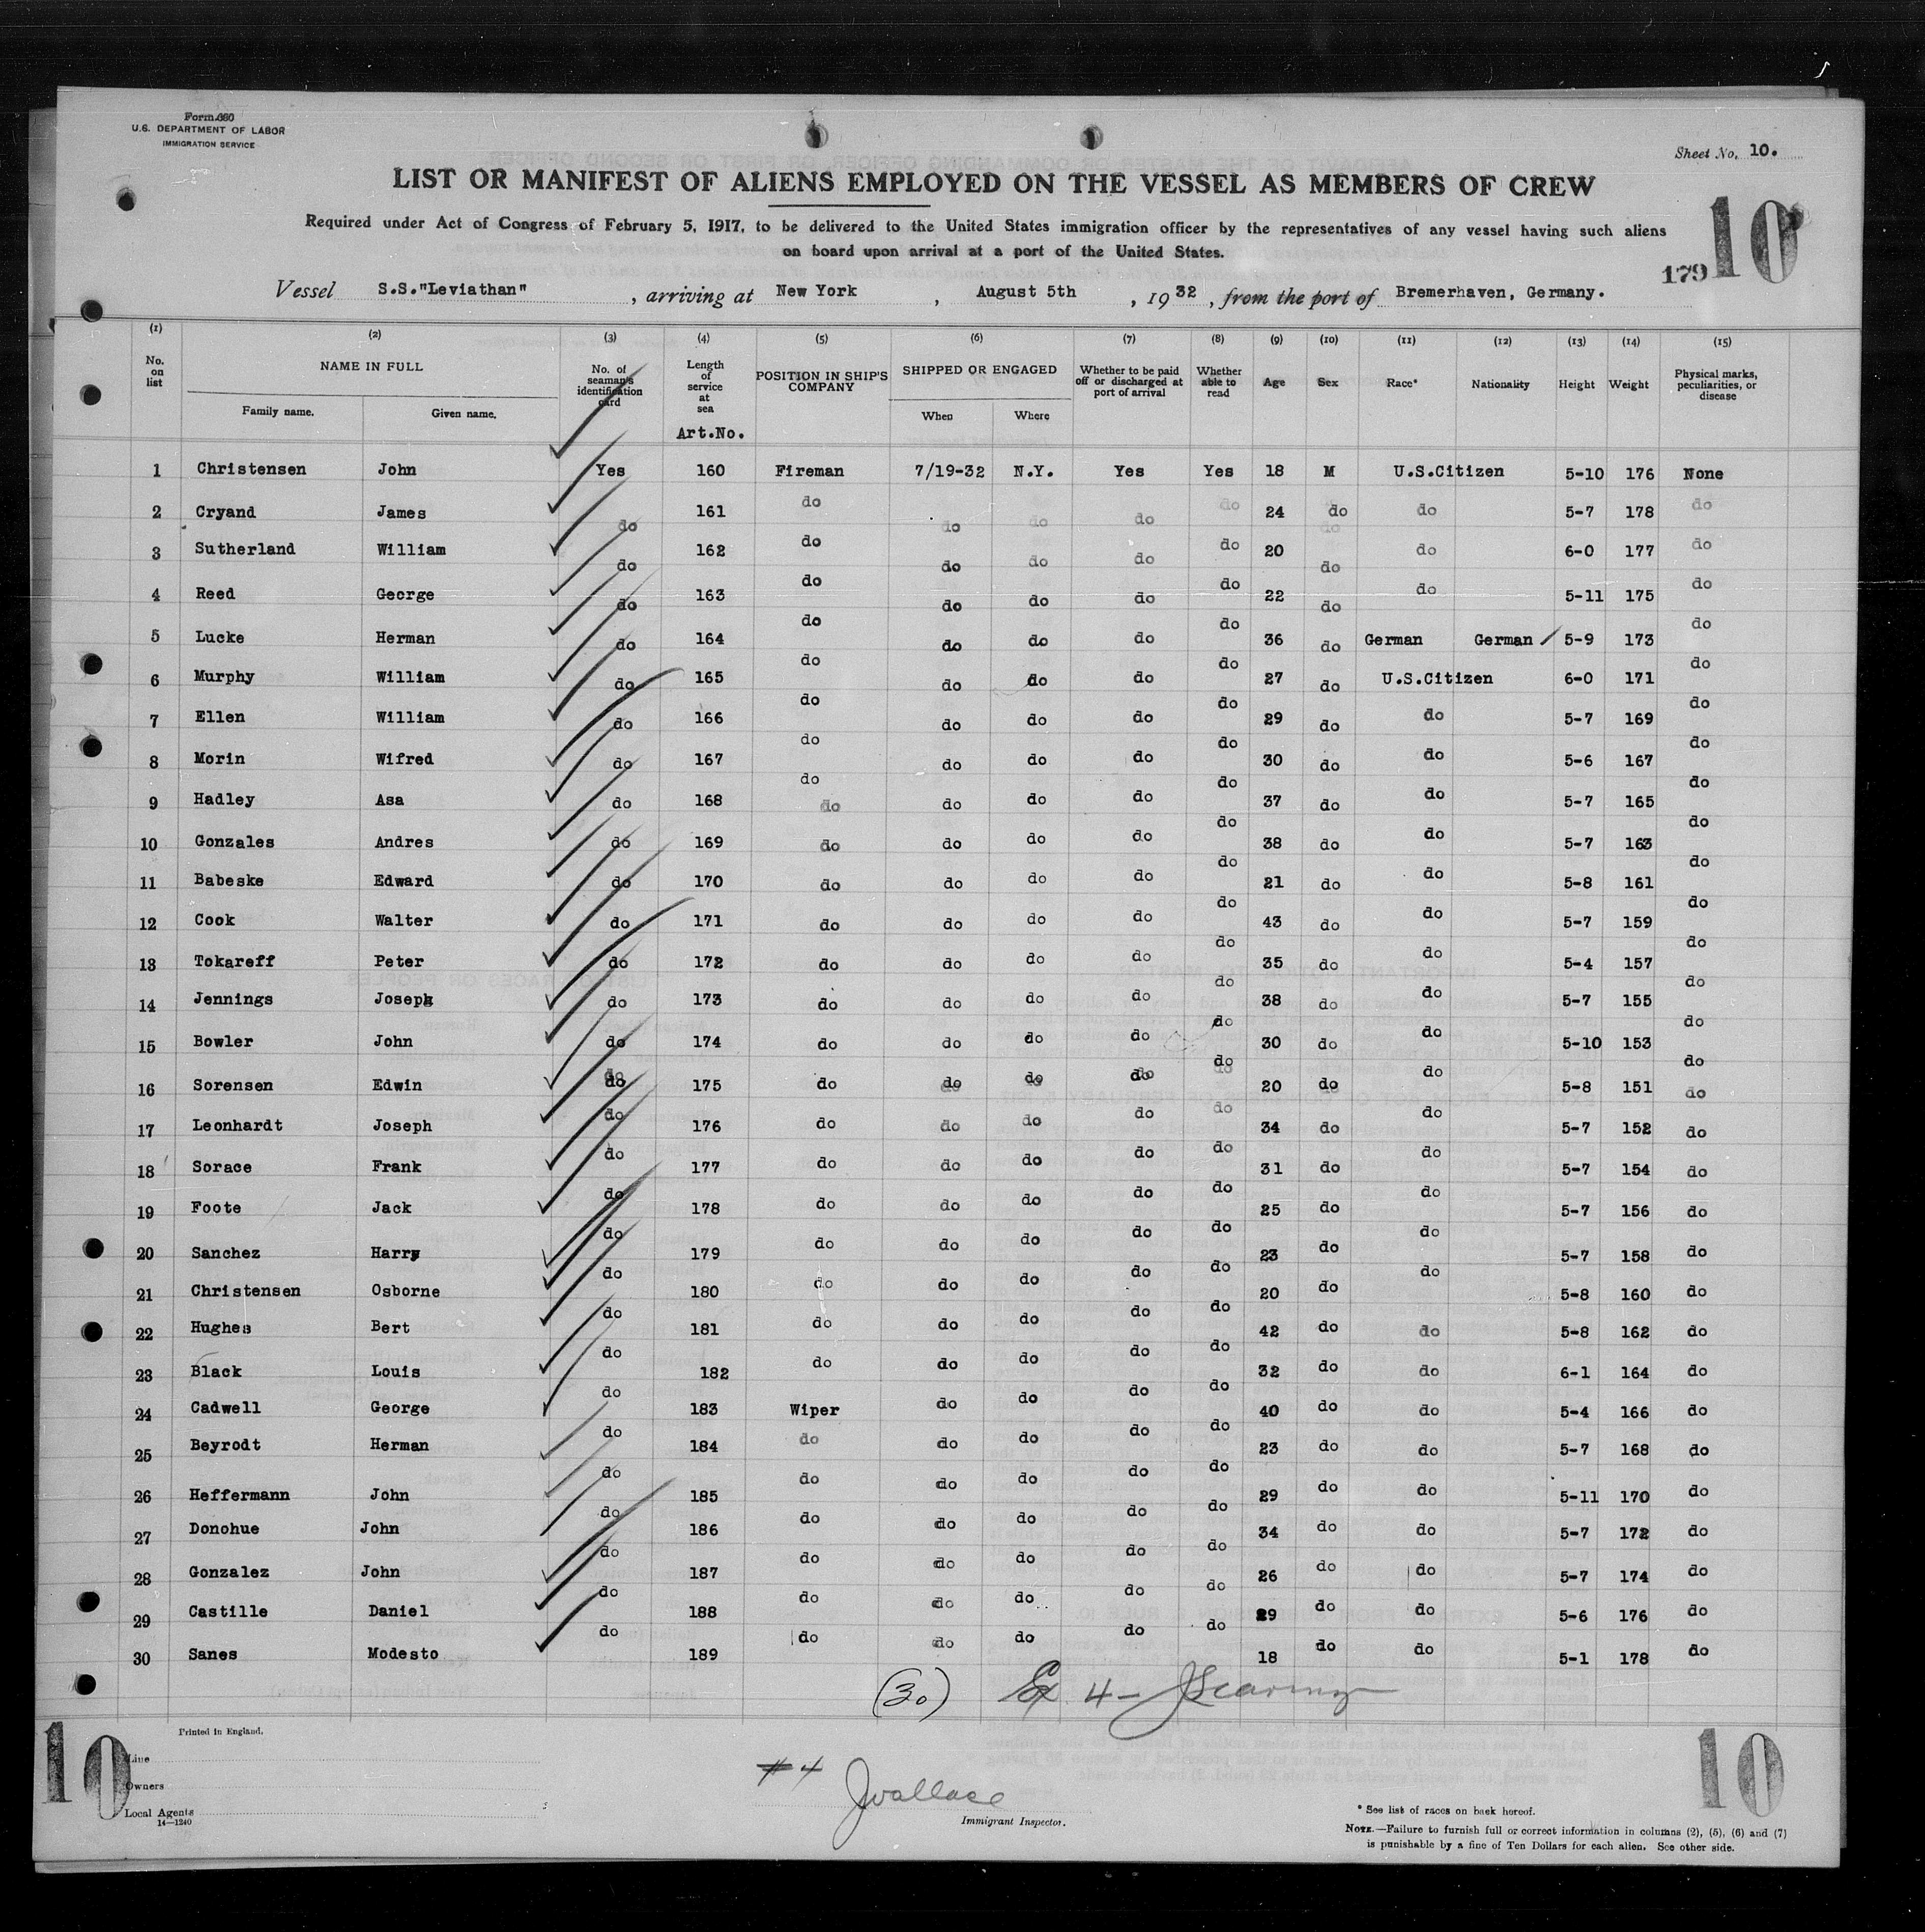 Form 680
U.S. DEPARTMENT OF LABOR
IMMIGRATION SERVICE
Sheet No. 10.
LIST OR MANIFEST OF ALIENS EMPLOYED ON THE VESSEL AS MEMBERS OF CREW
10
Required under Act of Congress of February 5, 1917, to be delivered to the United States immigration officer by the representatives of any vessel having such aliens
on board upon arrival at a port of the United States.
179
Vessel S.S."Leviathan" , arriving at New York , August 5th , 1932 , from the port of Bremerhaven, Germany.
(1) (2) (3) (4) (5) (6) (7) (8) (9) (10) (11) (12) (13) (14) (15)
No. on list NAME IN FULL Family name. Given name. No. of seaman's identification card Length of service at sea Art.No. POSITION IN SHIP'S COMPANY SHIPPED OR ENGAGED When Where Whether to be paid off or discharged at port of arrival Whether able to read Age Sex Race* Nationality Height Weight Physical marks, peculiarities, or disease
1 Christensen John Yes 160 Fireman 7/19-32 N.Y. Yes Yes 18 M U.S.Citizen 5-10 176 None
2 Cryand James do 161 do do do do do 24 do do 5-7 178 do
3 Sutherland William do 162 do do do do do 20 do do 6-0 177 do
4 Reed George do 163 do do do do do 22 do do 5-11 175 do
5 Lucke Herman do 164 do do do do do 36 do German German 5-9 173 do
6 Murphy William do 165 do do do do do 27 do U.S.Citizen 6-0 171 do
7 Ellen William do 166 do do do do do 29 do do 5-7 169 do
8 Morin Wifred do 167 do do do do do 30 do do 5-6 167 do
9 Hadley Asa do 168 do do do do do 37 do do 5-7 165 do
10 Gonzales Andres do 169 do do do do do 38 do do 5-7 163 do
11 Babeske Edward do 170 do do do do do 21 do do 5-8 161 do
12 Cook Walter do 171 do do do do do 43 do do 5-7 159 do
13 Tokareff Peter do 172 do do do do do 35 do do 5-4 157 do
14 Jennings Joseph do 173 do do do do do 38 do do 5-7 155 do
15 Bowler John do 174 do do do do do 30 do do 5-10 153 do
16 Sorensen Edwin do 175 do do do do do 20 do do 5-8 151 do
17 Leonhardt Joseph do 176 do do do do do 34 do do 5-7 152 do
18 Sorace Frank do 177 do do do do do 31 do do 5-7 154 do
19 Foote Jack do 178 do do do do do 25 do do 5-7 156 do
20 Sanchez Harry do 179 do do do do do 23 do do 5-7 158 do
21 Christensen Osborne do 180 do do do do do 20 do do 5-8 160 do
22 Hughes Bert do 181 do do do do do 42 do do 5-8 162 do
23 Black Louis do 182 do do do do do 32 do do 6-1 164 do
24 Cadwell George do 183 Wiper do do do do 40 do do 5-4 166 do
25 Beyrodt Herman do 184 do do do do do 23 do do 5-7 168 do
26 Heffermann John do 185 do do do do do 29 do do 5-11 170 do
27 Donohue John do 186 do do do do do 34 do do 5-7 172 do
28 Gonzalez John do 187 do do do do do 26 do do 5-7 174 do
29 Castille Daniel do 188 do do do do do 29 do do 5-6 176 do
30 Sanes Modesto do 189 do do do do do 18 do do 5-1 178 do
(30) Ex 4 -
Printed in England.
10 10
Line
Owners
Local Agents
14—1240
#4 JWallace
Immigrant Inspector.
* See list of races on back hereof.
NOTE.—Failure to furnish full or correct information in columns (2), (5), (6) and (7)
is punishable by a fine of Ten Dollars for each alien. See other side.